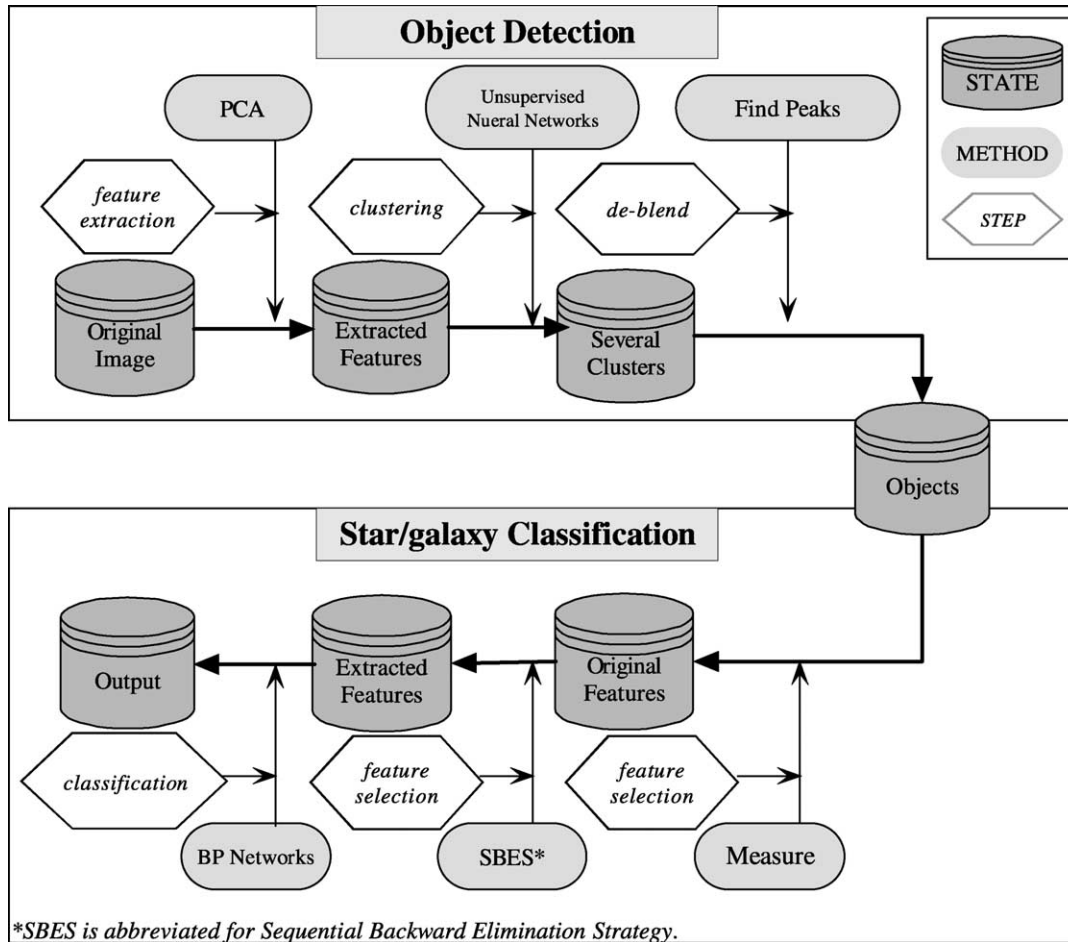 Object Detection
PCA
Unsupervised
Nueral Networks
Find Peaks
STATE
METHOD
STEP
feature
extraction
clustering
de-blend
Original
Image
Extracted
Features
Several
Clusters
Objects
Star/galaxy Classification
Output
Extracted
Features
Original
Features
classification
feature
selection
feature
selection
BP Networks
SBES*
Measure
*SBES is abbreviated for Sequential Backward Elimination Strategy.